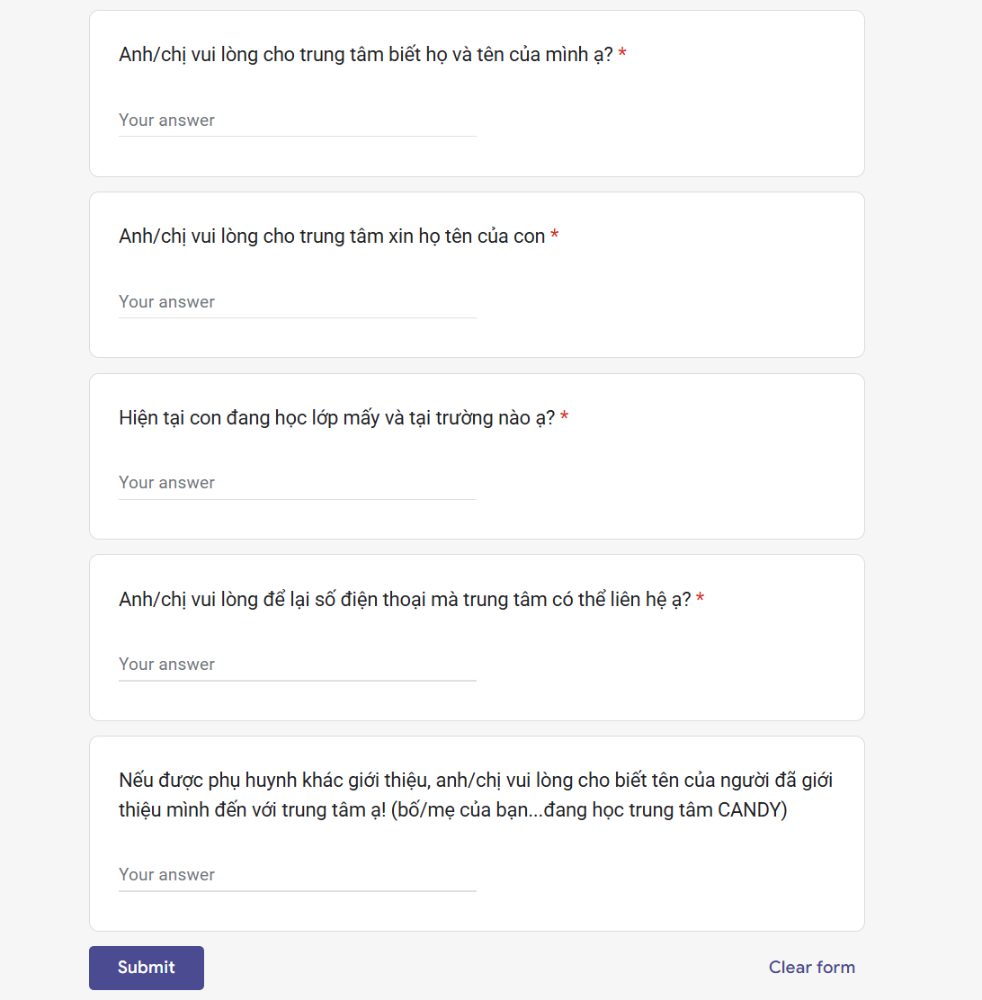 Anh/chị vui lòng cho trung tâm biết họ và tên của mình ạ? *
Your answer
Anh/chị vui lòng cho trung tâm xin họ tên của con *
Your answer
Hiện tại con đang học lớp mấy và tại trường nào ạ? *
Your answer
Anh/chị vui lòng để lại số điện thoại mà trung tâm có thể liên hệ ạ? *
Your answer
Nếu được phụ huynh khác giới thiệu, anh/chị vui lòng cho biết tên của người đã giới
thiệu mình đến với trung tâm ạ! (bố/mẹ của bạn...đang học trung tâm CANDY)
Your answer
Submit
Clear form